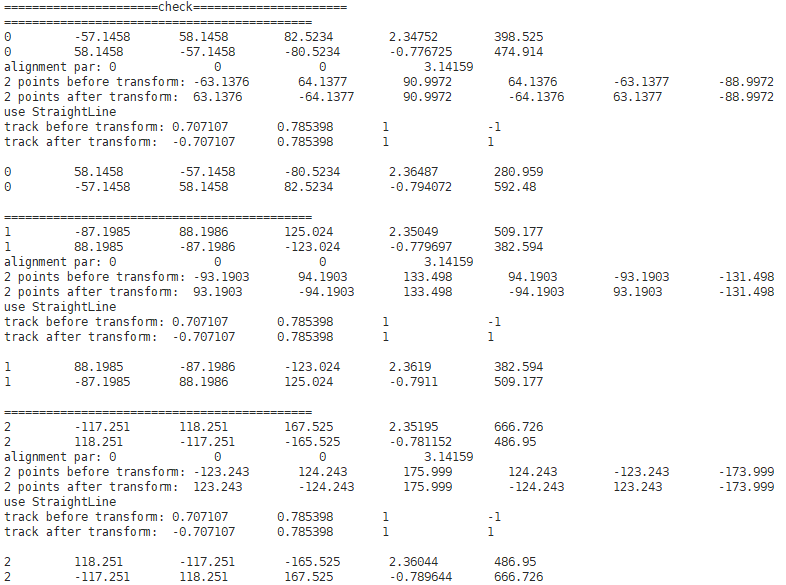 ======================check======================
============================================
0 -57.1458 58.1458 82.5234 2.34752 398.525
0 58.1458 -57.1458 -80.5234 -0.776725 474.914
alignment par: 0 0 0 3.14159
2 points before transform: -63.1376 64.1377 90.9972 64.1376 -63.1377 -88.9972
2 points after transform: 63.1376 -64.1377 90.9972 -64.1376 63.1377 -88.9972
use StraightLine
track before transform: 0.707107 0.785398 1 -1
track after transform: -0.707107 0.785398 1 1
0 58.1458 -57.1458 -80.5234 2.36487 280.959
0 -57.1458 58.1458 82.5234 -0.794072 592.48
============================================
1 -87.1985 88.1986 125.024 2.35049 509.177
1 88.1985 -87.1986 -123.024 -0.779697 382.594
alignment par: 0 0 0 3.14159
2 points before transform: -93.1903 94.1903 133.498 94.1903 -93.1903 -131.498
2 points after transform: 93.1903 -94.1903 133.498 -94.1903 93.1903 -131.498
use StraightLine
track before transform: 0.707107 0.785398 1 -1
track after transform: -0.707107 0.785398 1 1
1 88.1985 -87.1986 -123.024 2.3619 382.594
1 -87.1985 88.1986 125.024 -0.7911 509.177
============================================
2 -117.251 118.251 167.525 2.35195 666.726
2 118.251 -117.251 -165.525 -0.781152 486.95
alignment par: 0 0 0 3.14159
2 points before transform: -123.243 124.243 175.999 124.243 -123.243 -173.999
2 points after transform: 123.243 -124.243 175.999 -124.243 123.243 -173.999
use StraightLine
track before transform: 0.707107 0.785398 1 -1
track after transform: -0.707107 0.785398 1 1
2 118.251 -117.251 -165.525 2.36044 486.95
2 -117.251 118.251 167.525 -0.789644 666.726